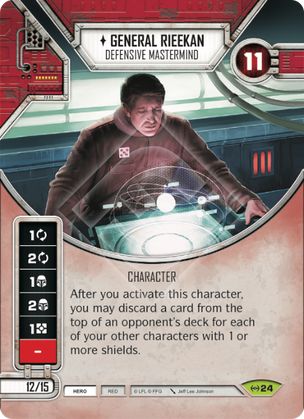 GENERAL RIEEKAN
DEFENSIVE MASTERMIND
11
1
2
1
2
1
-
12/15
CHARACTER
After you activate this character,
you may discard a card from the
top of an opponent's deck for each
of your other characters with 1 or
more shields.
HERO
RED
© LFL © FFG
Jeff Lee Johnson
24